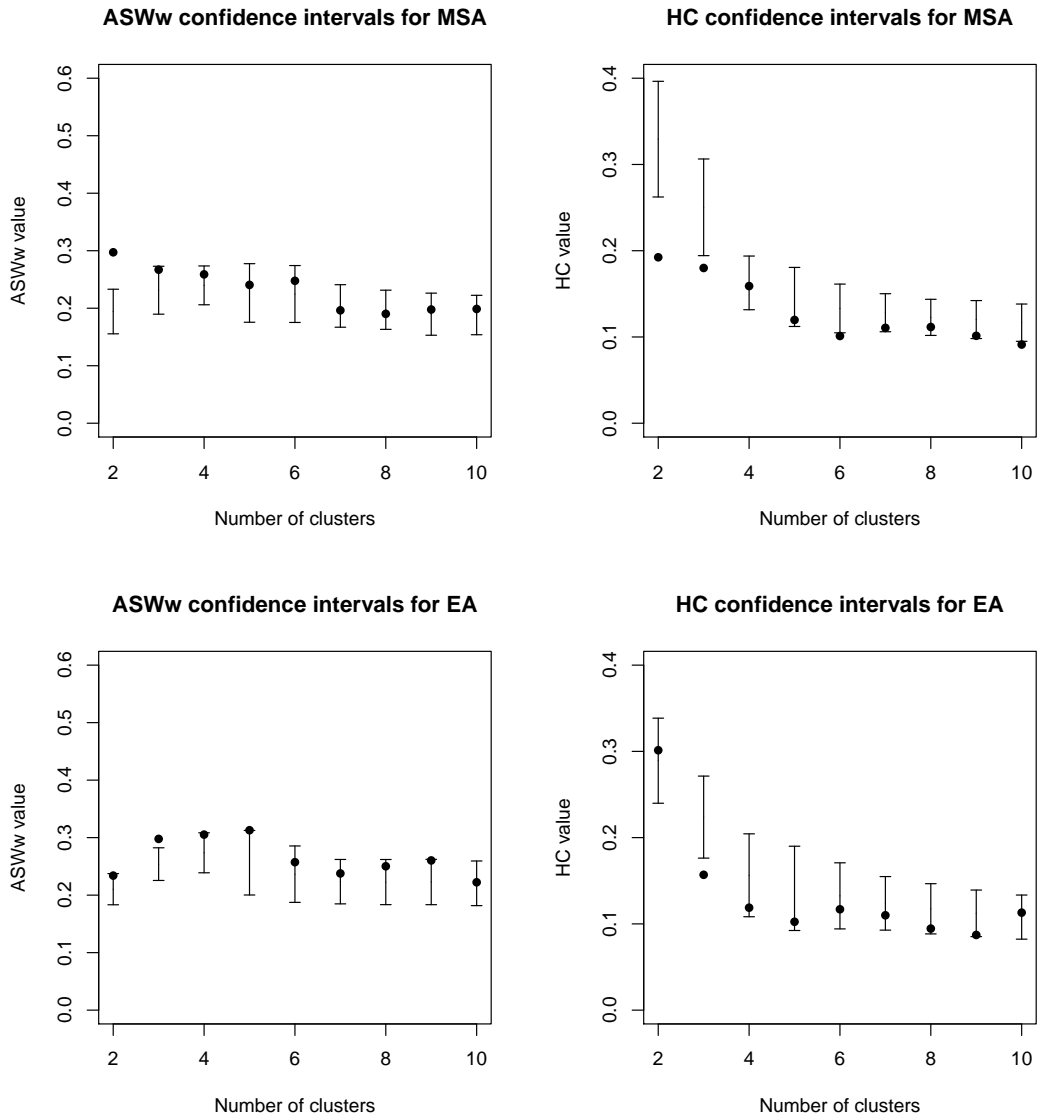 ASWw confidence intervals for MSA
0.6
0.5
0.4
0.3
0.2
0.1
0.0
ASWw value
2 4 6 8 10
Number of clusters
HC confidence intervals for MSA
0.4
0.3
0.2
0.1
0.0
HC value
2 4 6 8 10
Number of clusters
ASWw confidence intervals for EA
0.6
0.5
0.4
0.3
0.2
0.1
0.0
ASWw value
2 4 6 8 10
Number of clusters
HC confidence intervals for EA
0.4
0.3
0.2
0.1
0.0
HC value
2 4 6 8 10
Number of clusters